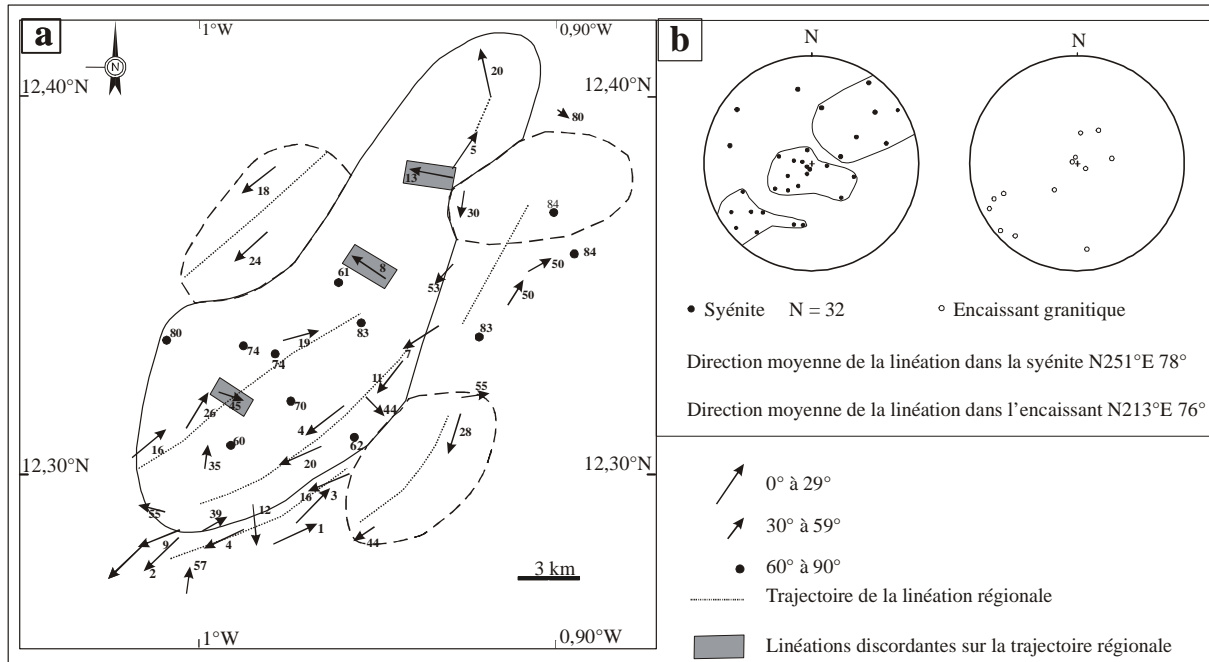 a
1°W
0,90°W
N
12,40°N
12,40°N
20
80
5
13
18
30
84
24
8
61
53
50
84
50
80
19
83
83
74
74
7
11
45
44
55
26
70
4
28
16
60
62
35
20
12,30°N
12,30°N
16
3
55
39
12
9
4
1
44
2
57
3 km
1°W
0,90°W
b
N
N
Syénite N = 32
Encaissant granitique
Direction moyenne de la linéation dans la syénite N251°E 78°
Direction moyenne de la linéation dans l’encaissant N213°E 76°
0° à 29°
30° à 59°
60° à 90°
Trajectoire de la linéation régionale
Linéations discordantes sur la trajectoire régionale